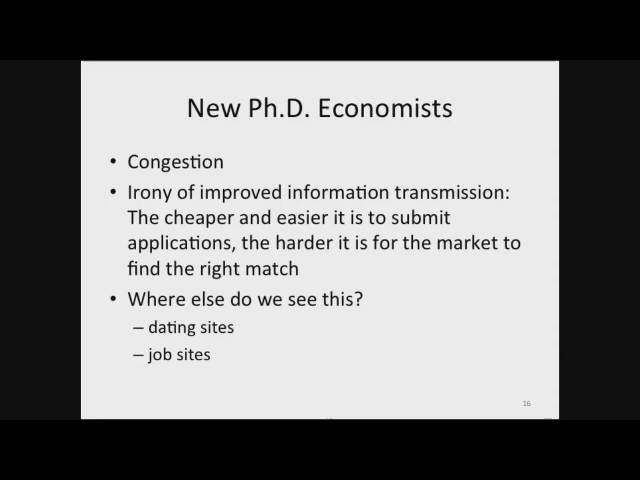 New Ph.D. Economists
• Congestion
• Irony of improved information transmission:
The cheaper and easier it is to submit
applications, the harder it is for the market to
find the right match
• Where else do we see this?
– dating sites
– job sites
16